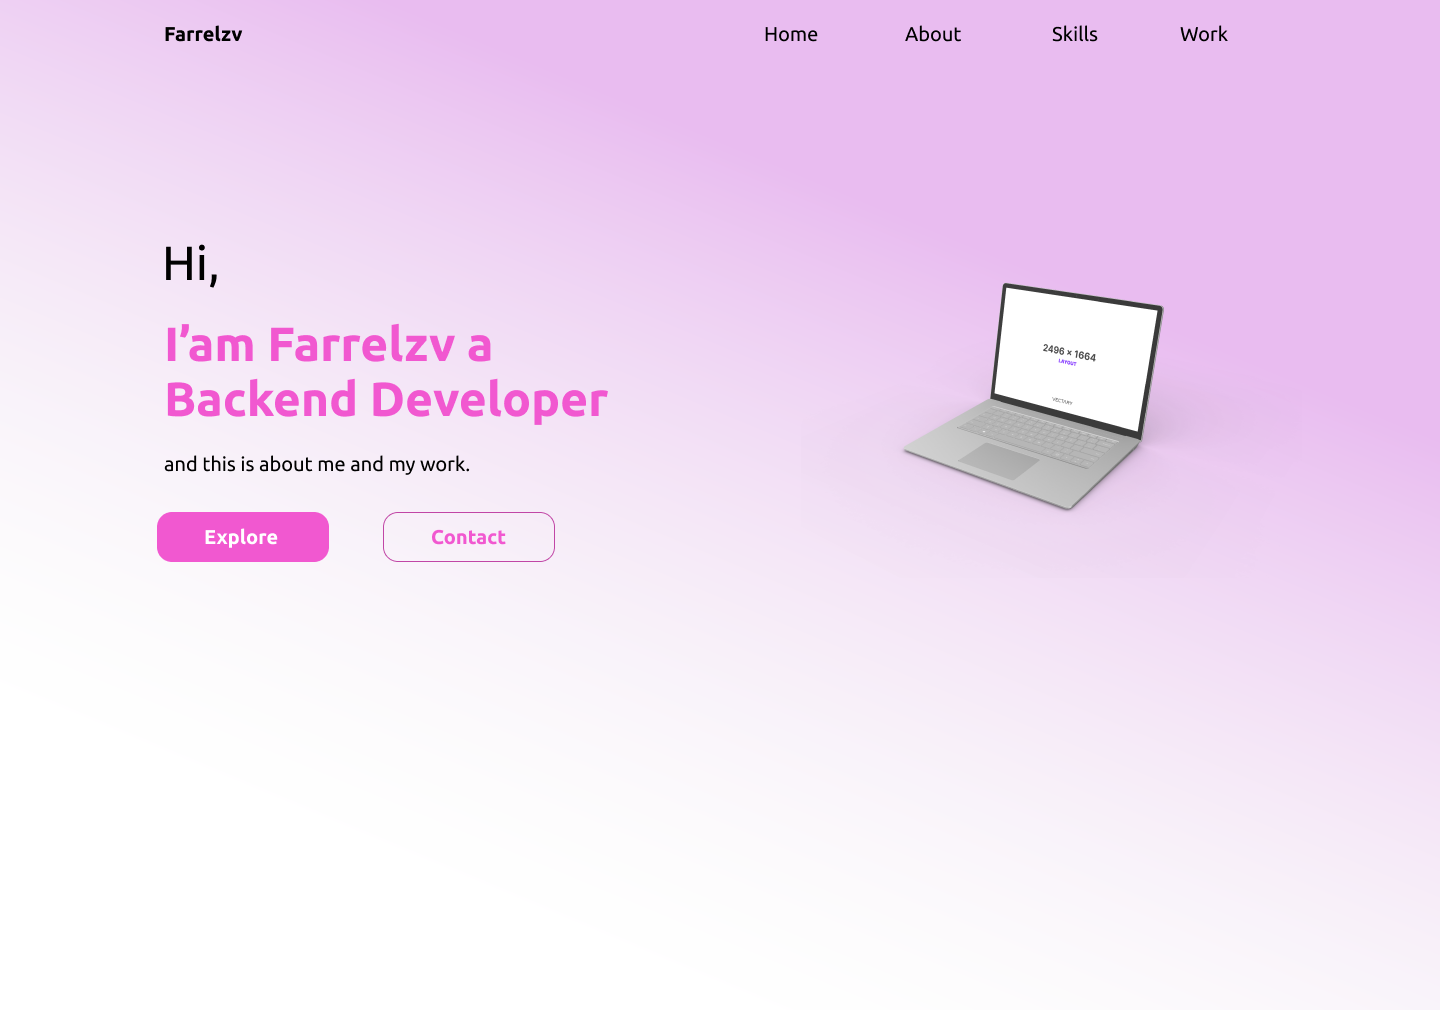 Farrelzv Home About Skills Work
Hi,
I’am Farrelzv a
Backend Developer
and this is about me and my work.
Explore Contact
2496 × 1664
LAYOUT
VECTARY